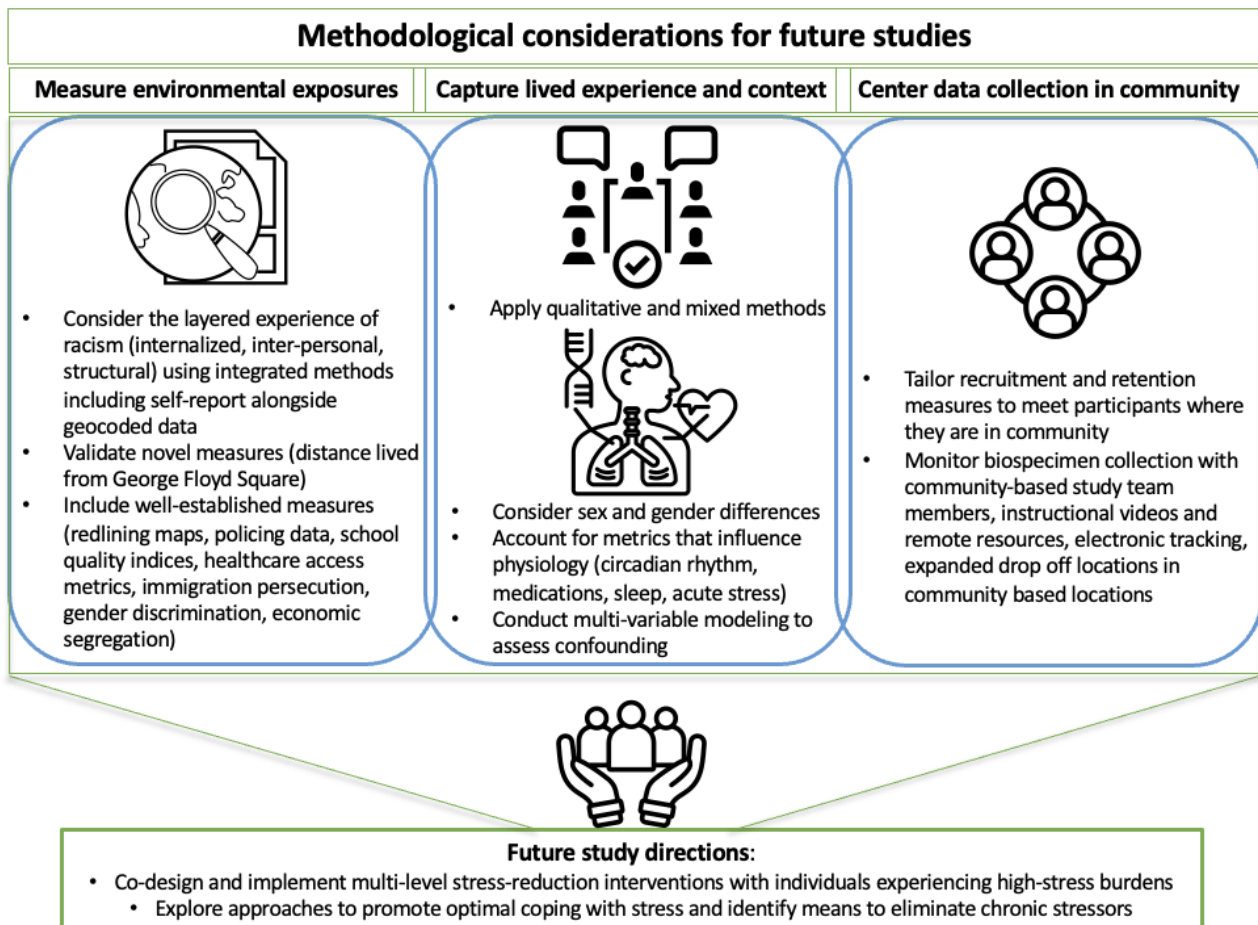 Methodological considerations for future studies
Measure environmental exposures
Capture lived experience and context
Center data collection in community
• Consider the layered experience of
racism (internalized, inter-personal,
structural) using integrated methods
including self-report alongside
geocoded data
• Validate novel measures (distance lived
from George Floyd Square)
• Include well-established measures
(redlining maps, policing data, school
quality indices, healthcare access
metrics, immigration persecution,
gender discrimination, economic
segregation)
• Apply qualitative and mixed methods
• Consider sex and gender differences
• Account for metrics that influence
physiology (circadian rhythm,
medications, sleep, acute stress)
• Conduct multi-variable modeling to
assess confounding
• Tailor recruitment and retention
measures to meet participants where
they are in community
• Monitor biospecimen collection with
community-based study team
members, instructional videos and
remote resources, electronic tracking,
expanded drop off locations in
community based locations
Future study directions:
• Co-design and implement multi-level stress-reduction interventions with individuals experiencing high-stress burdens
• Explore approaches to promote optimal coping with stress and identify means to eliminate chronic stressors